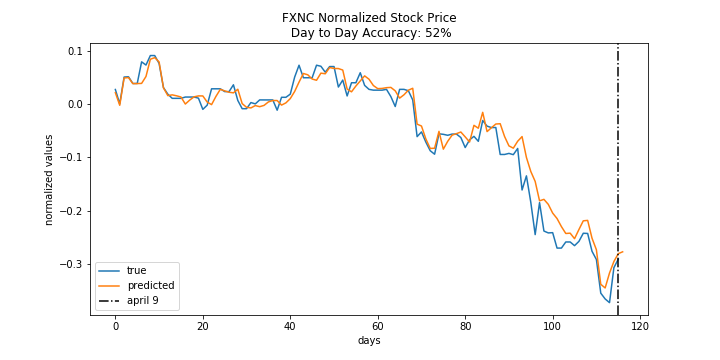 FXNC Normalized Stock Price
Day to Day Accuracy: 52%
normalized values
0.1
0.0
−0.1
−0.2
−0.3
true
predicted
april 9
0
20
40
60
80
100
120
days